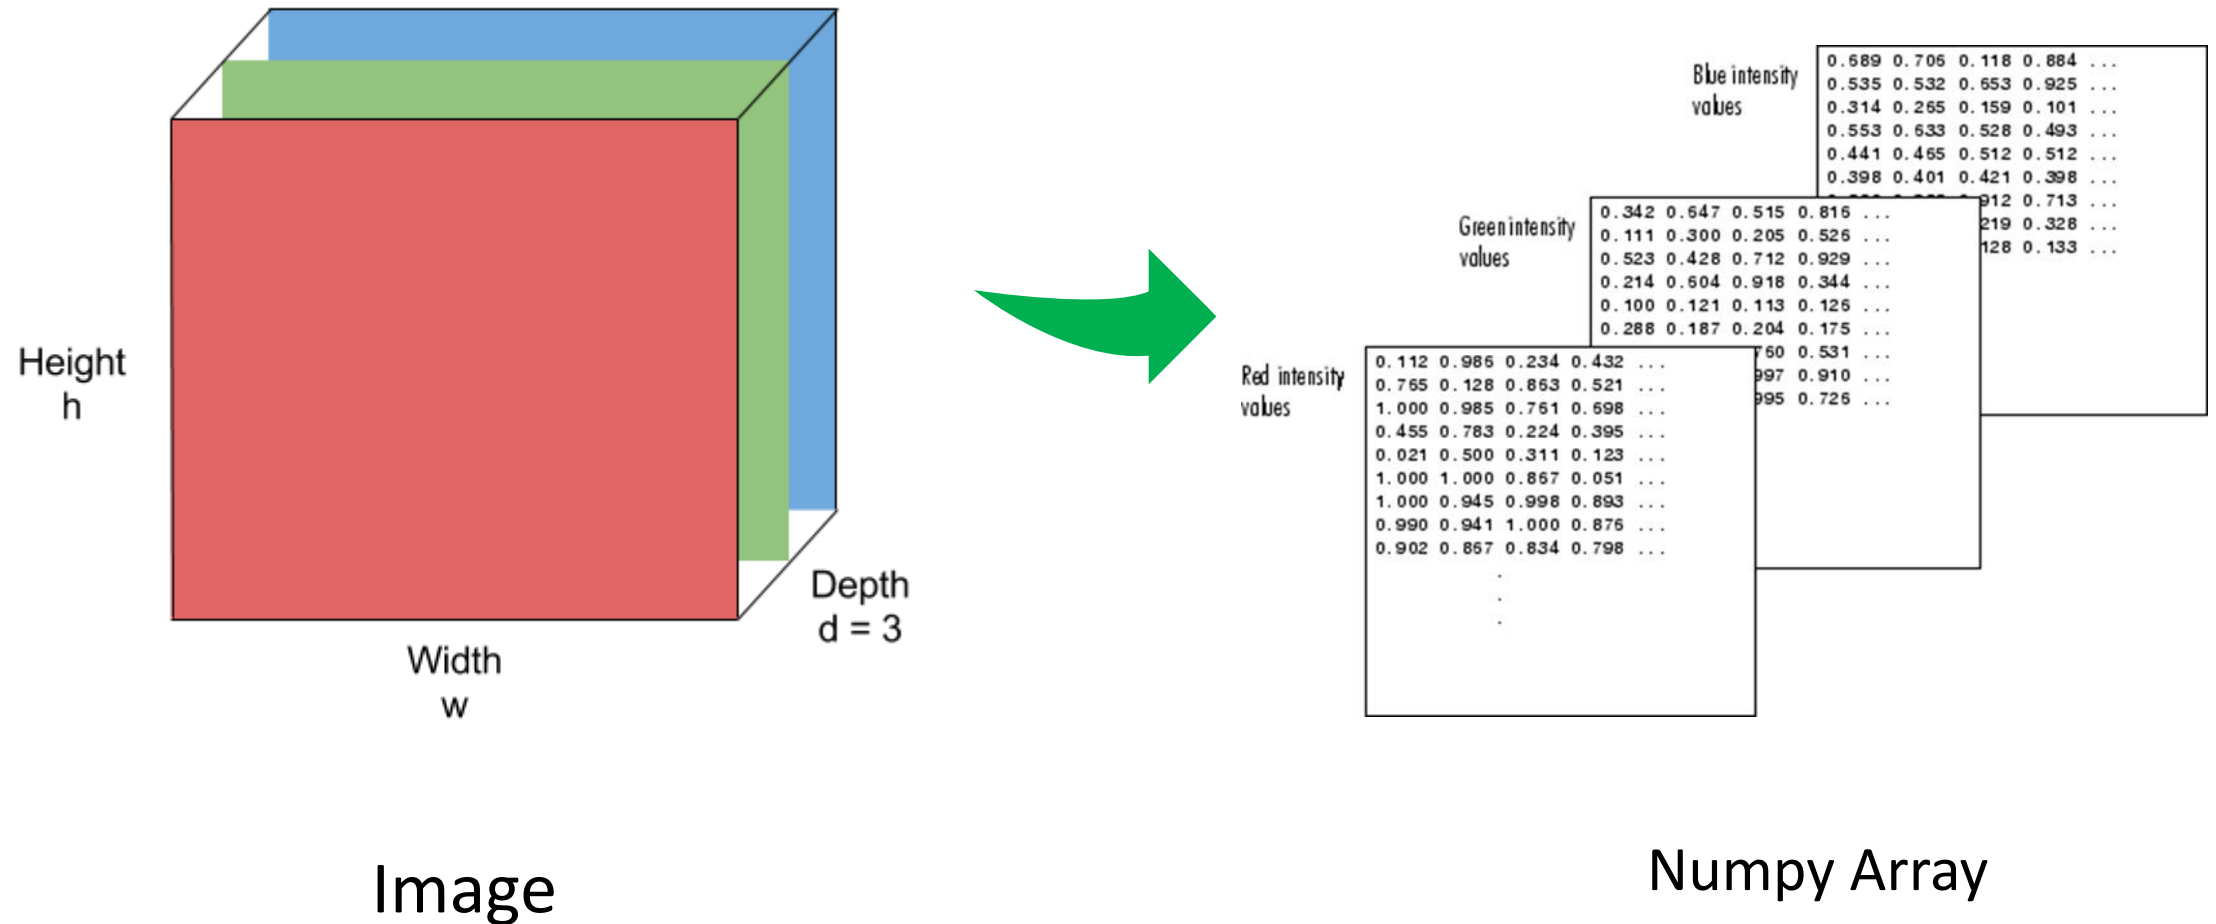 Height
h
Width
w
Depth
d = 3
Image
Blue intensity
values
0.689 0.706 0.118 0.884 ...
0.535 0.532 0.653 0.925 ...
0.314 0.265 0.159 0.101 ...
0.553 0.633 0.528 0.493 ...
0.441 0.465 0.512 0.512 ...
0.398 0.401 0.421 0.398 ...
912 0.713 ...
219 0.328 ...
128 0.133 ...
Green intensity
values
0.342 0.647 0.515 0.816 ...
0.111 0.300 0.205 0.526 ...
0.523 0.428 0.712 0.929 ...
0.214 0.604 0.918 0.344 ...
0.100 0.121 0.113 0.126 ...
0.288 0.187 0.204 0.175 ...
760 0.531 ...
997 0.910 ...
995 0.726 ...
Red intensity
values
0.112 0.986 0.234 0.432 ...
0.765 0.128 0.863 0.521 ...
1.000 0.985 0.761 0.698 ...
0.455 0.783 0.224 0.395 ...
0.021 0.500 0.311 0.123 ...
1.000 1.000 0.867 0.051 ...
1.000 0.945 0.998 0.893 ...
0.990 0.941 1.000 0.876 ...
0.902 0.867 0.834 0.798 ...
.
.
.
Numpy Array